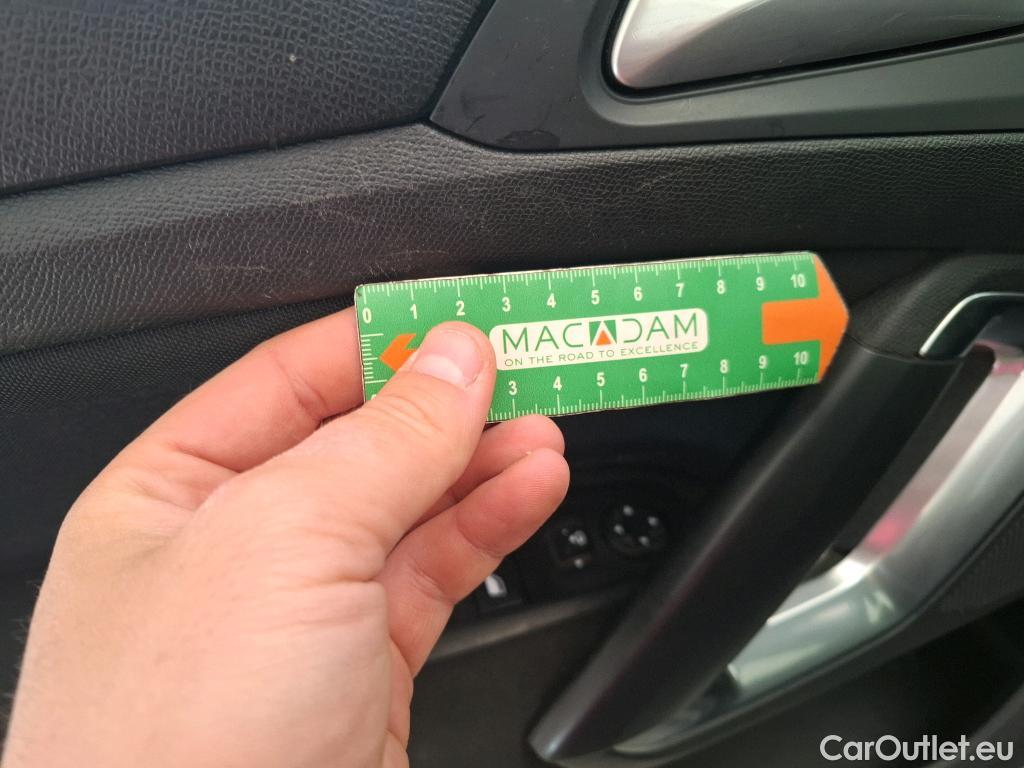 0 1 2 3 4 5 6 7 8 9 10
MACADAM
ON THE ROAD TO EXCELLENCE
3 4 5 6 7 8 9 10
CarOutlet.eu